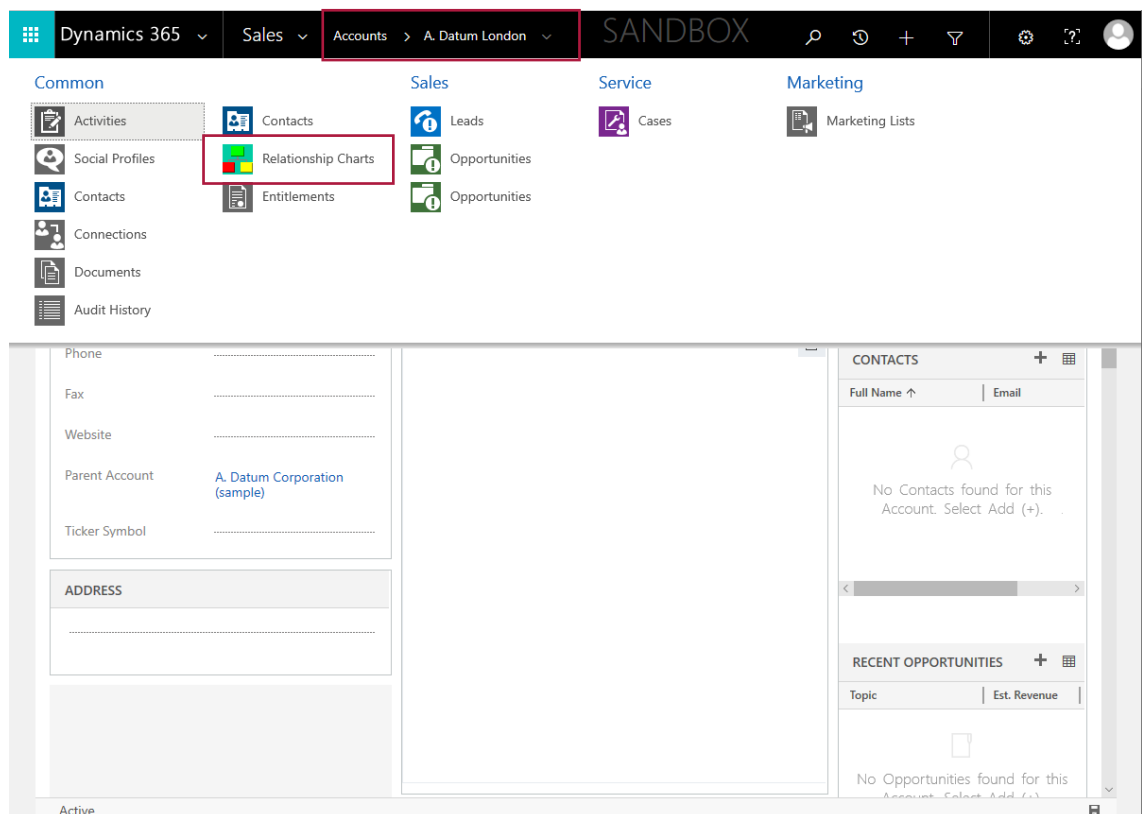 Dynamics 365
Sales
Accounts > A. Datum London
SANDBOX
[?]
Common
Activities
Social Profiles
Contacts
Connections
Documents
Audit History
Contacts
Relationship Charts
Entitlements
Sales
Leads
Opportunities
Opportunities
Service
Cases
Marketing
Marketing Lists
Phone
Fax
Website
Parent Account
A. Datum Corporation
(sample)
Ticker Symbol
ADDRESS
CONTACTS
Full Name ↑
Email
No Contacts found for this
Account. Select Add (+).
RECENT OPPORTUNITIES
Topic
Est. Revenue
No Opportunities found for this
Account. Select Add (+).
Active